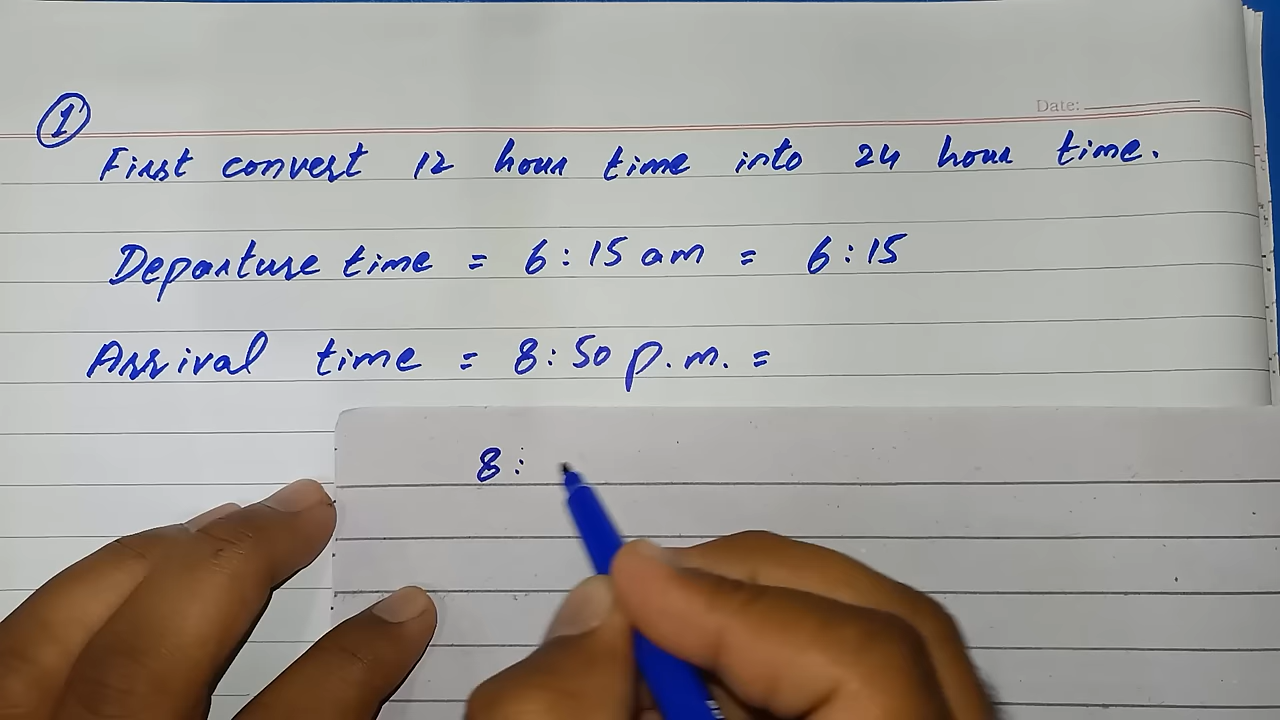 Date:
1
First convert 12 hour time into 24 hour time.
Departure time = 6:15 am = 6:15
Arrival time = 8:50 p.m. =
8: